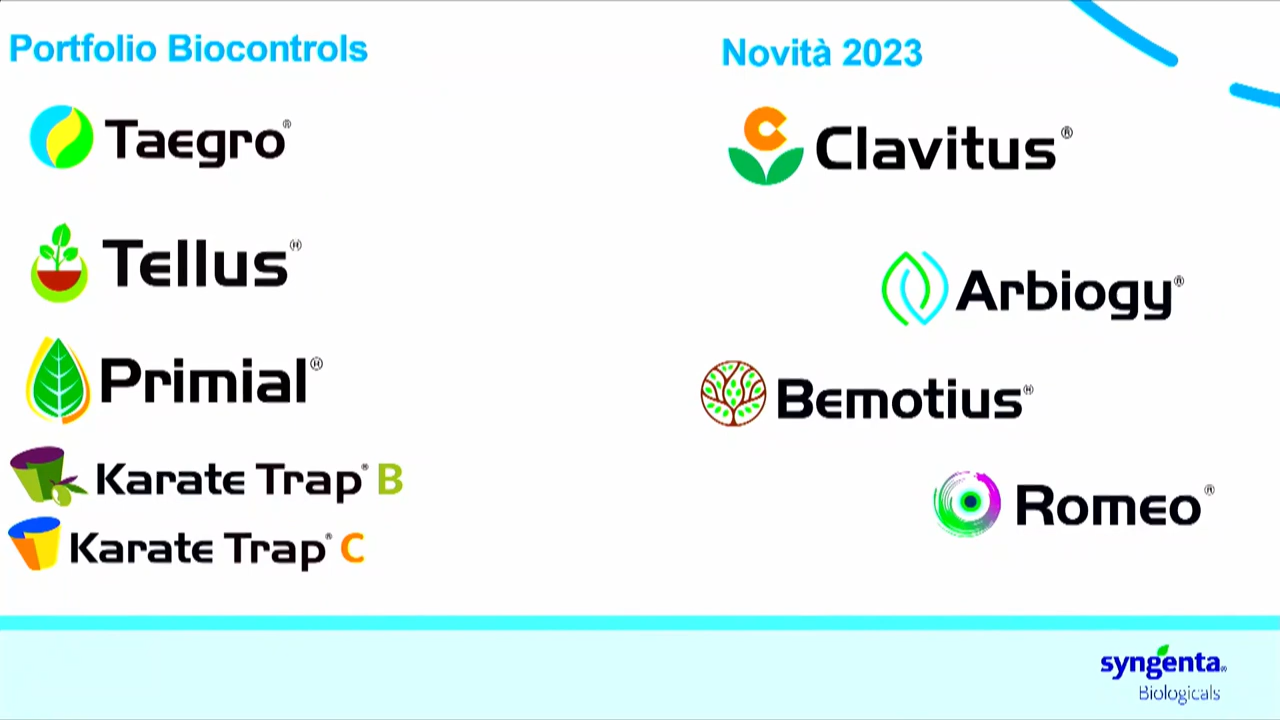 Portfolio Biocontrols
Taegro®
Tellus®
Primial®
Karate Trap® B
Karate Trap® C
Novità 2023
Clavitus®
Arbiogy®
Bemotius®
Romeo®
syngenta®
Biologicals